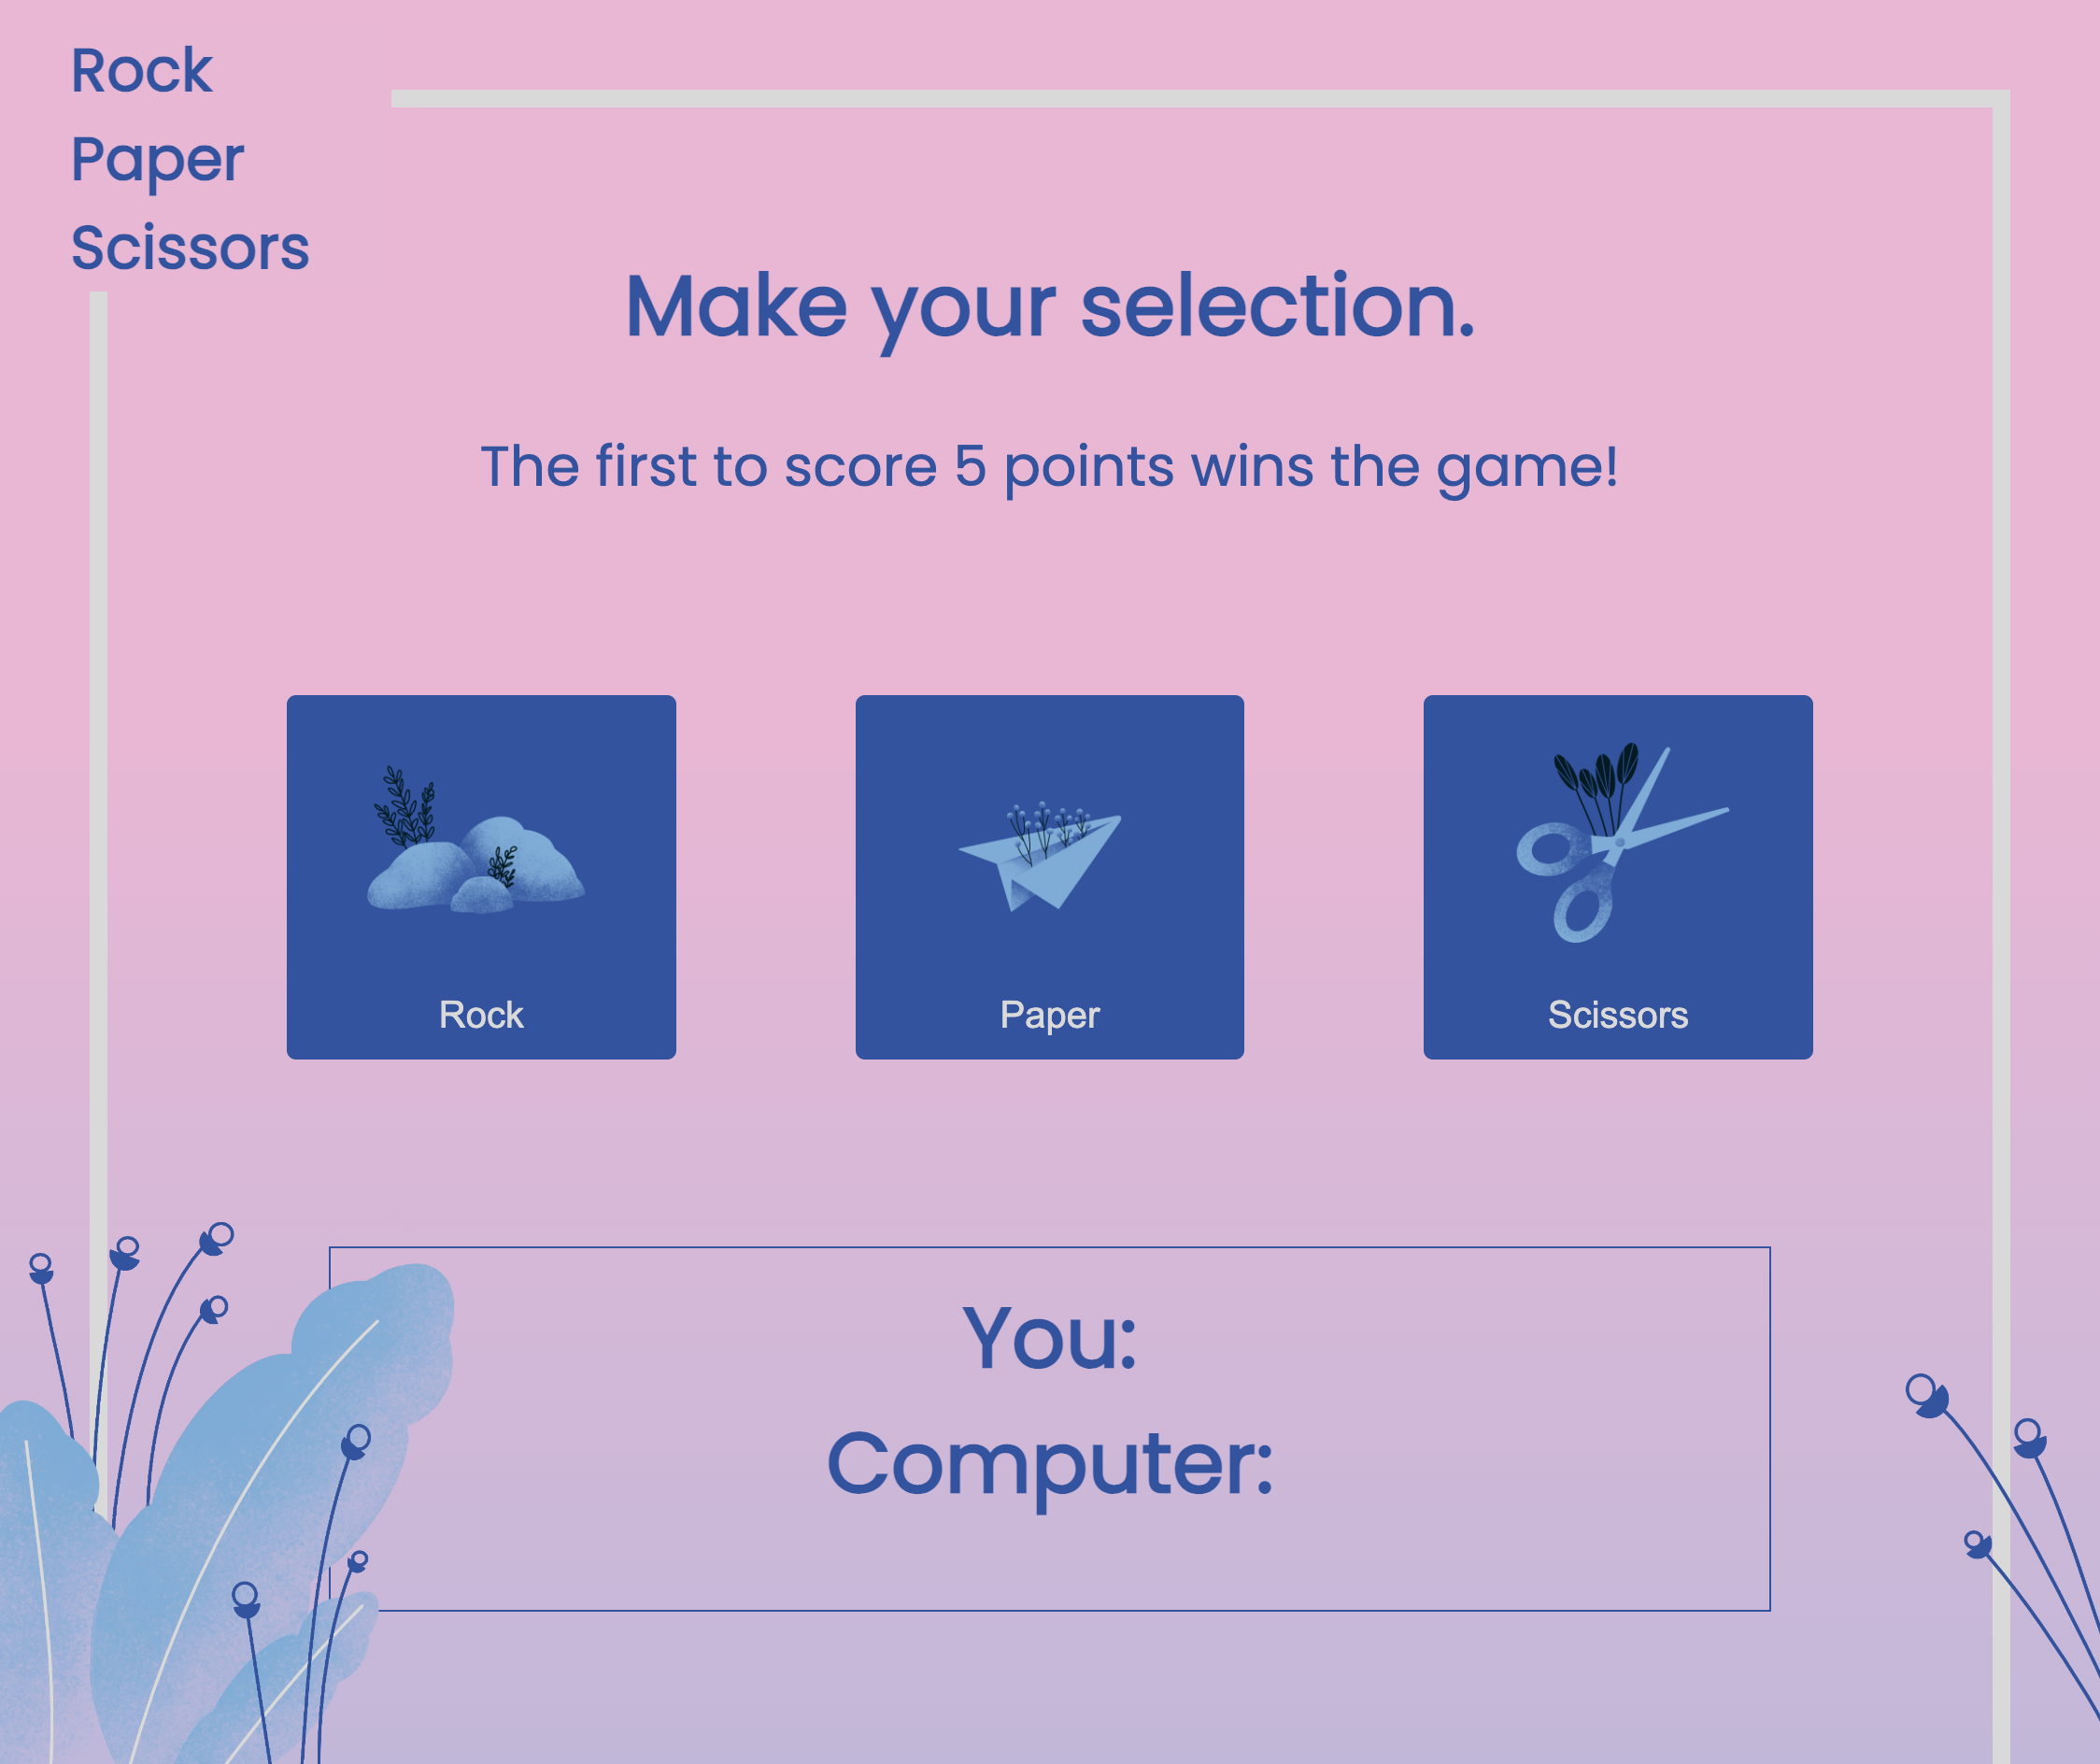 Rock
Paper
Scissors
Make your selection.
The first to score 5 points wins the game!
Rock
Paper
Scissors
You:
Computer: